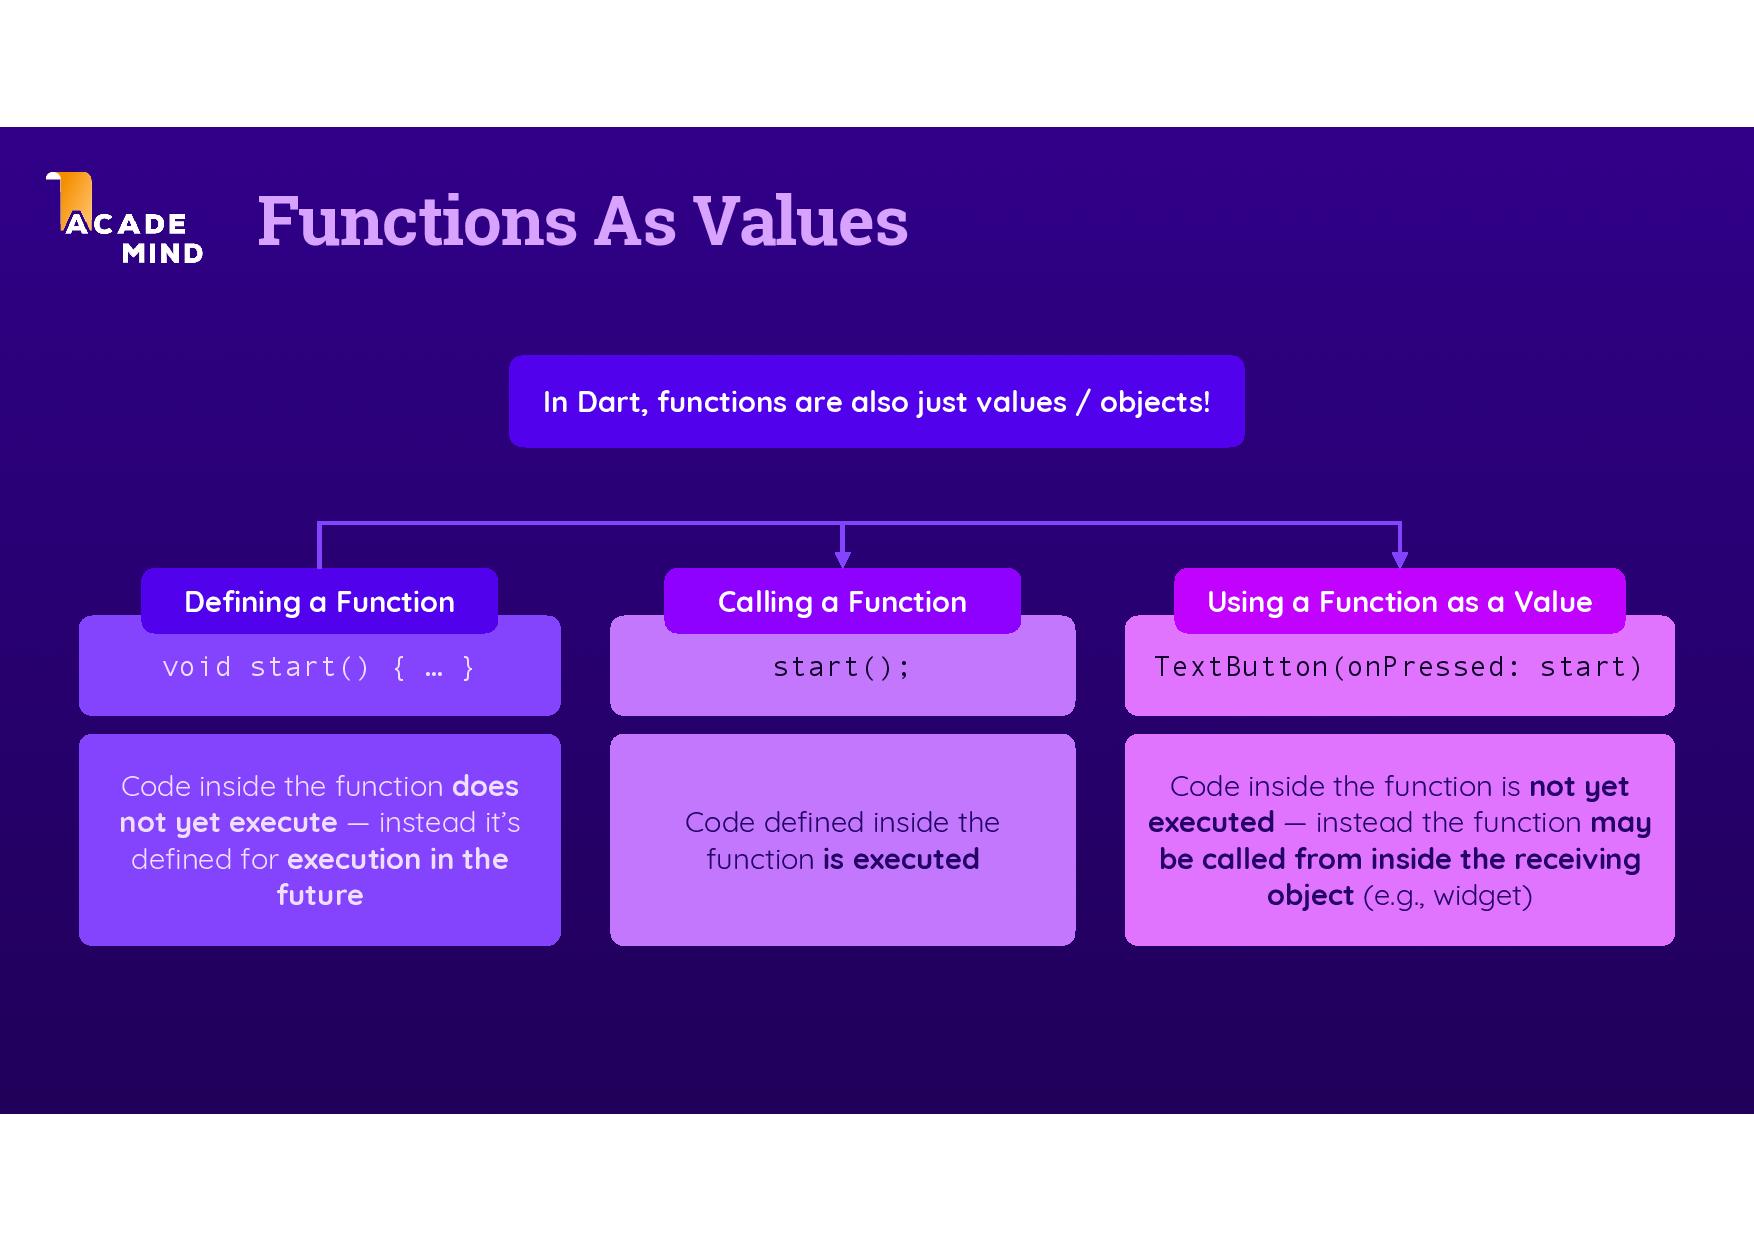 ACADE
MIND
Functions As Values
In Dart, functions are also just values / objects!
Defining a Function
void start() { … }
Code inside the function does
not yet execute — instead it’s
defined for execution in the
future
Calling a Function
start();
Code defined inside the
function is executed
Using a Function as a Value
TextButton(onPressed: start)
Code inside the function is not yet
executed — instead the function may
be called from inside the receiving
object (e.g., widget)